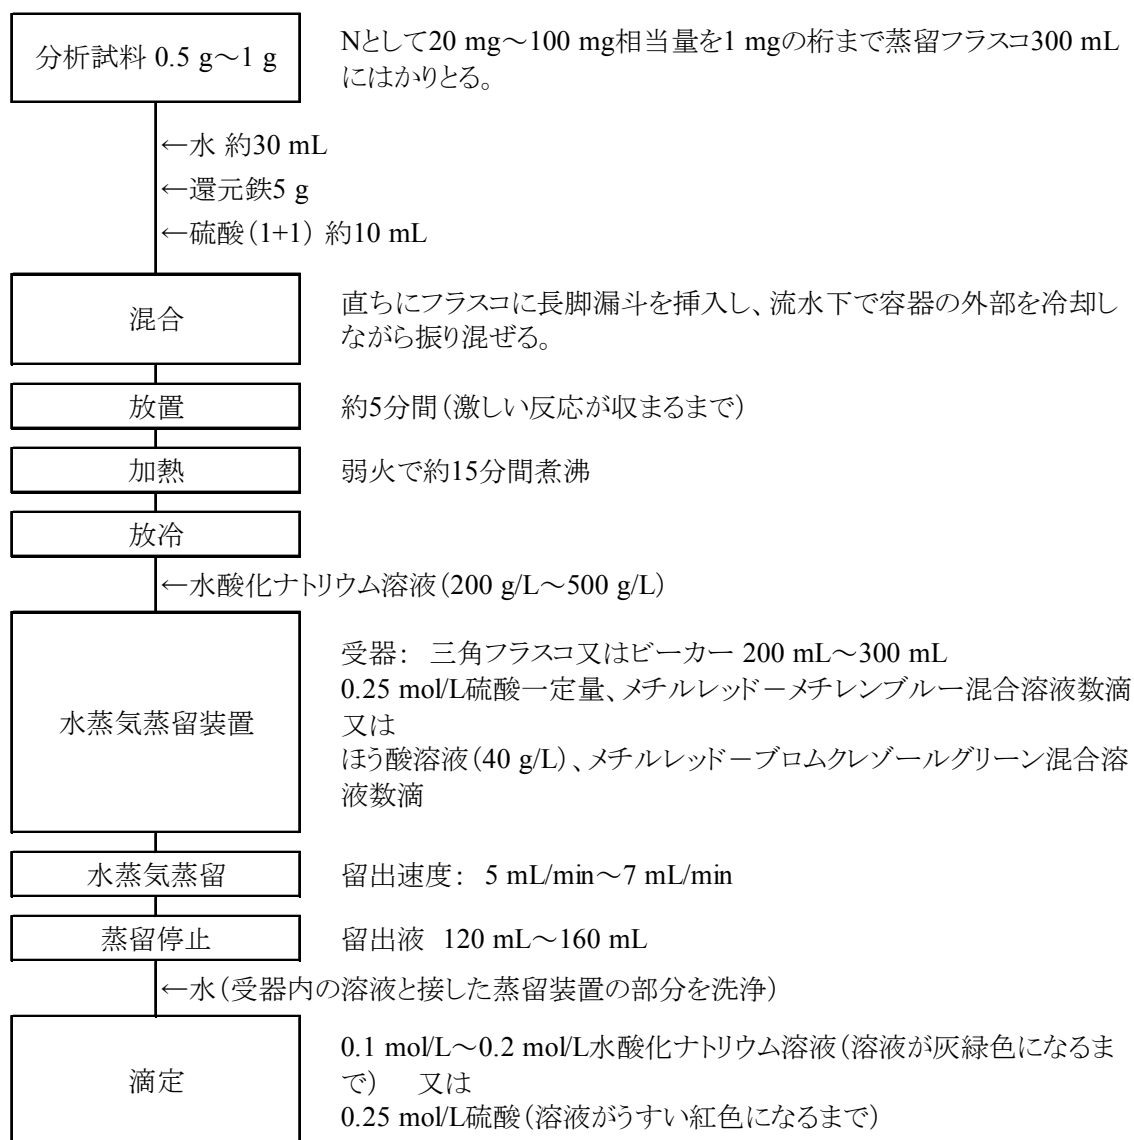 分析試料 0.5 g～1 g
Nとして20 mg～100 mg相当量を1 mgの桁まで蒸留フラスコ300 mL
にはかりとる。
←水 約30 mL
←還元鉄5 g
←硫酸（1+1） 約10 mL
混合
直ちにフラスコに長脚漏斗を挿入し、流水下で容器の外部を冷却し
ながら振り混ぜる。
放置
約5分間（激しい反応が収まるまで）
加熱
弱火で約15分間煮沸
放冷
←水酸化ナトリウム溶液（200 g/L～500 g/L）
水蒸気蒸留装置
受器： 三角フラスコ又はビーカー 200 mL～300 mL
0.25 mol/L硫酸一定量、メチルレッド－メチレンブルー混合溶液数滴
又は
ほう酸溶液（40 g/L）、メチルレッド－ブロムクレゾールグリーン混合溶
液数滴
水蒸気蒸留
留出速度： 5 mL/min～7 mL/min
蒸留停止
留出液 120 mL～160 mL
←水（受器内の溶液と接した蒸留装置の部分を洗浄）
滴定
0.1 mol/L～0.2 mol/L水酸化ナトリウム溶液（溶液が灰緑色になるま
で） 又は
0.25 mol/L硫酸（溶液がうすい紅色になるまで）